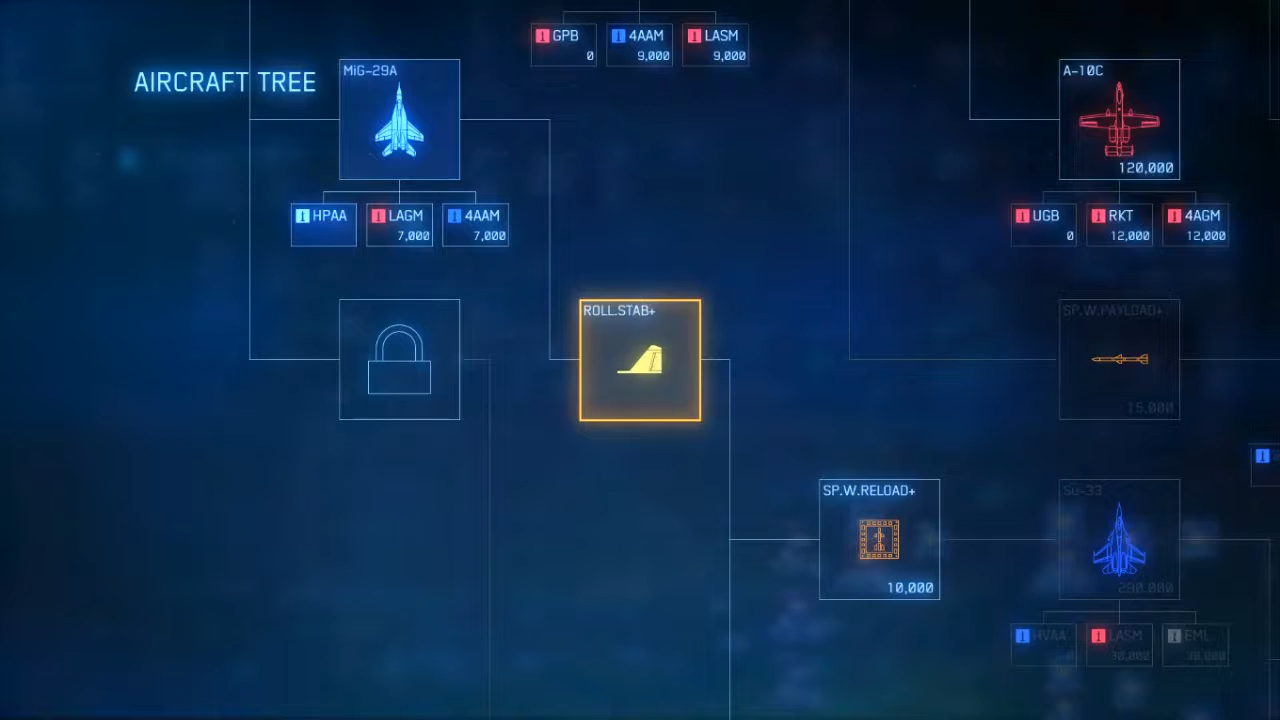 GPB
0
4AAM
9,000
LASM
9,000
AIRCRAFT TREE
MiG-29A
A-10C
120,000
HPAA
LAGM
7,000
4AAM
7,000
UGB
0
RKT
12,000
4AGM
12,000
ROLL.STAB+
SP.W.PAYLOAD+
15,000
SP.W.RELOAD+
10,000
Su-33
HVAA
0
LASM
EML